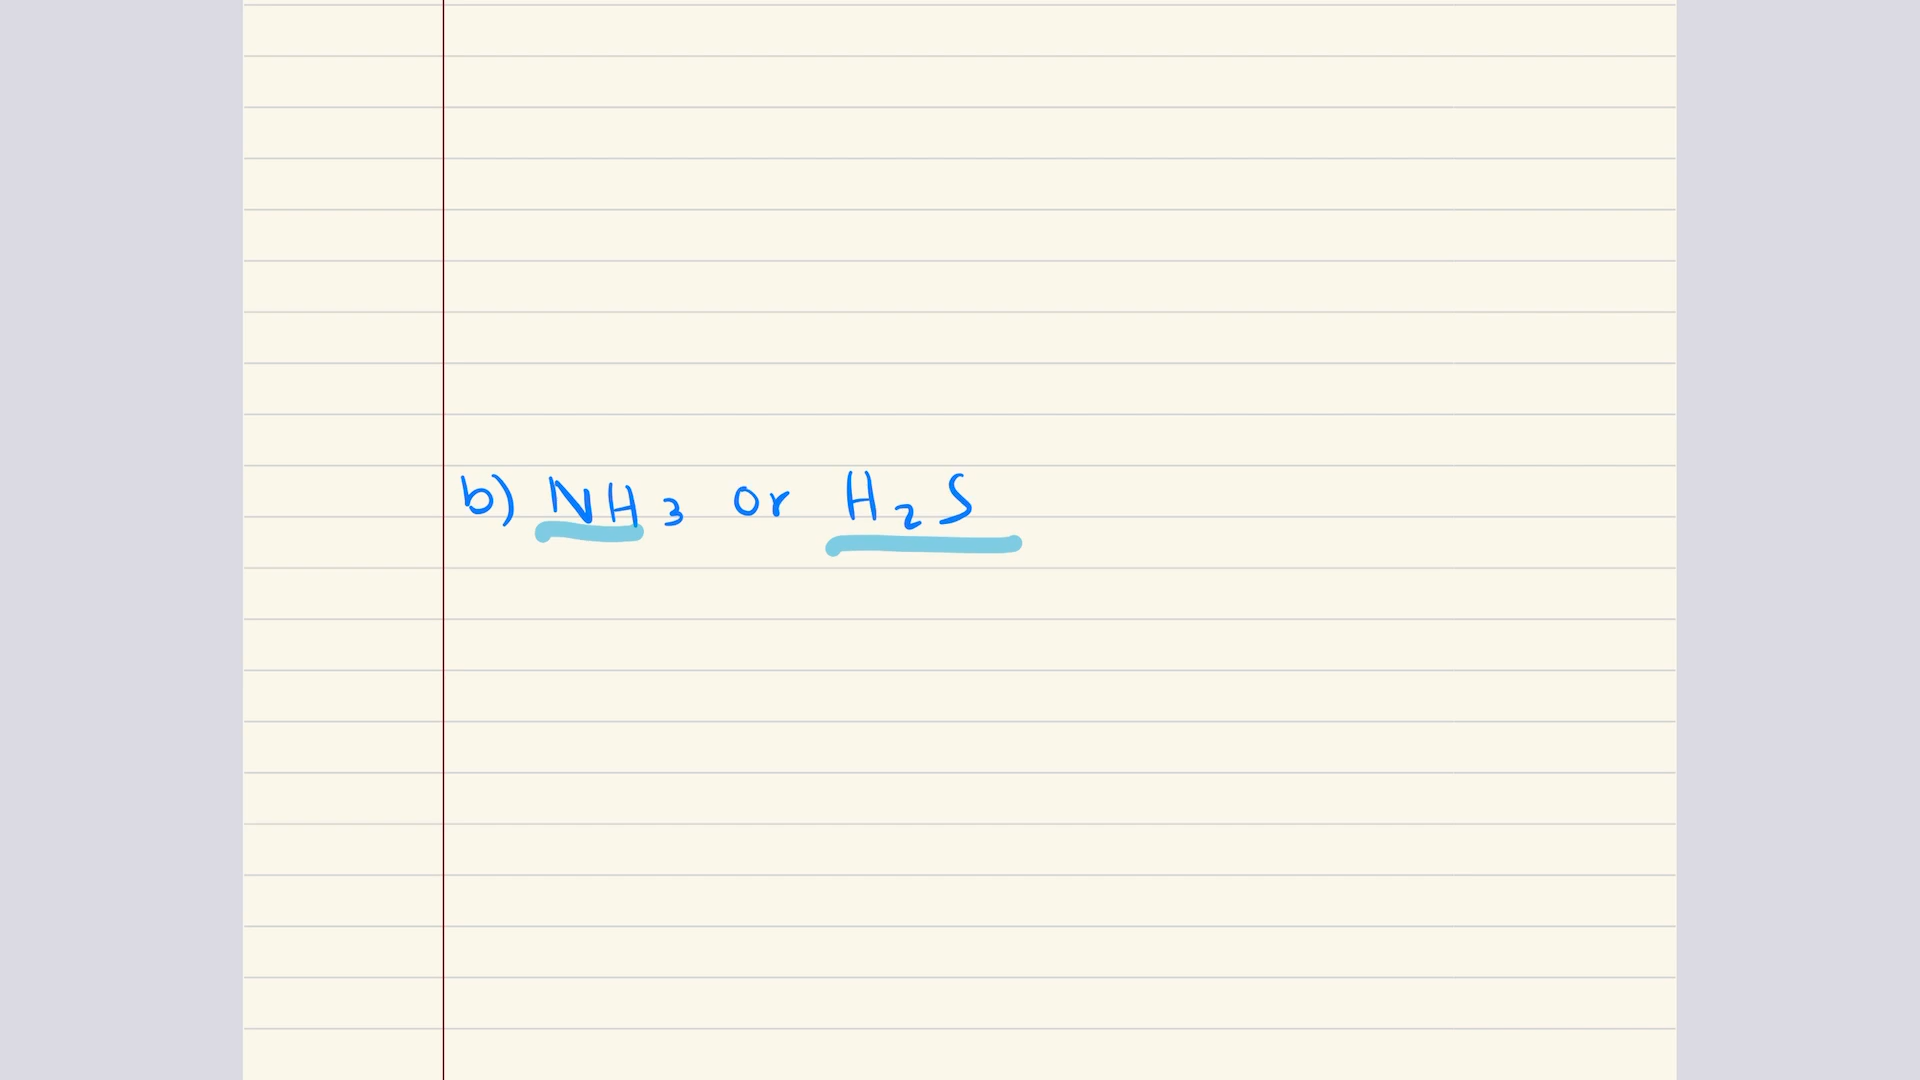 b) NH₃ or H₂S